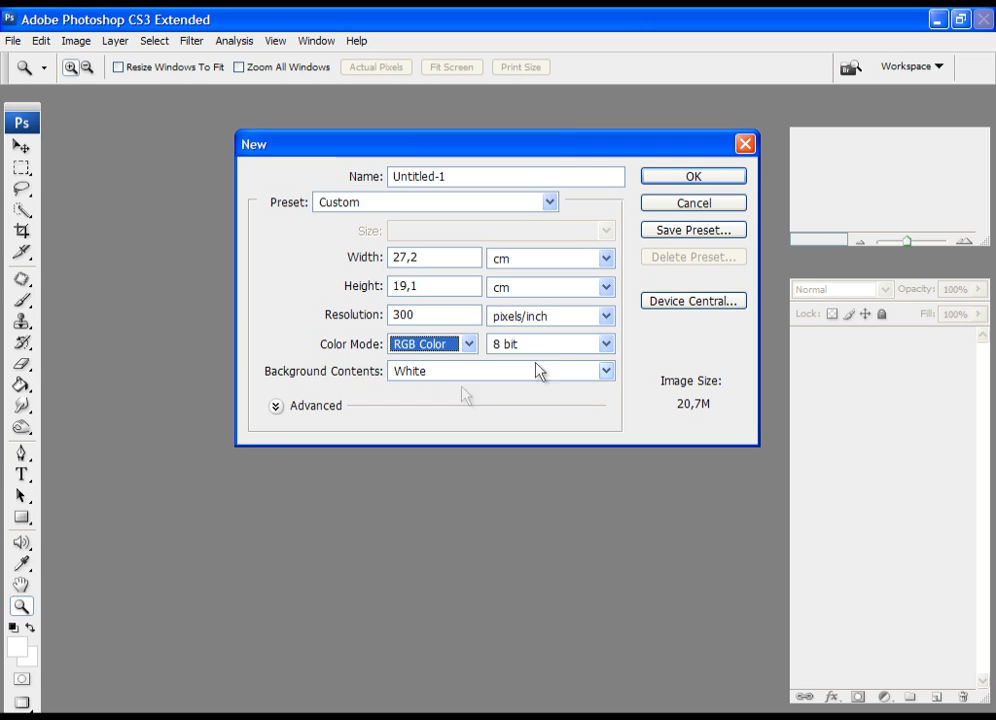 Ps Adobe Photoshop CS3 Extended
File Edit Image Layer Select Filter Analysis View Window Help
Resize Windows To Fit Zoom All Windows Actual Pixels Fit Screen Print Size Workspace
Ps
New
Name: Untitled-1 OK
Preset: Custom Cancel
Size: Save Preset...
Width: 27,2 cm Delete Preset...
Height: 19,1 cm
Device Central...
Resolution: 300 pixels/inch
Color Mode: RGB Color 8 bit
Background Contents: White
Image Size:
20,7M
Advanced
Normal Opacity: 100%
Lock: Fill: 100%
T
fx